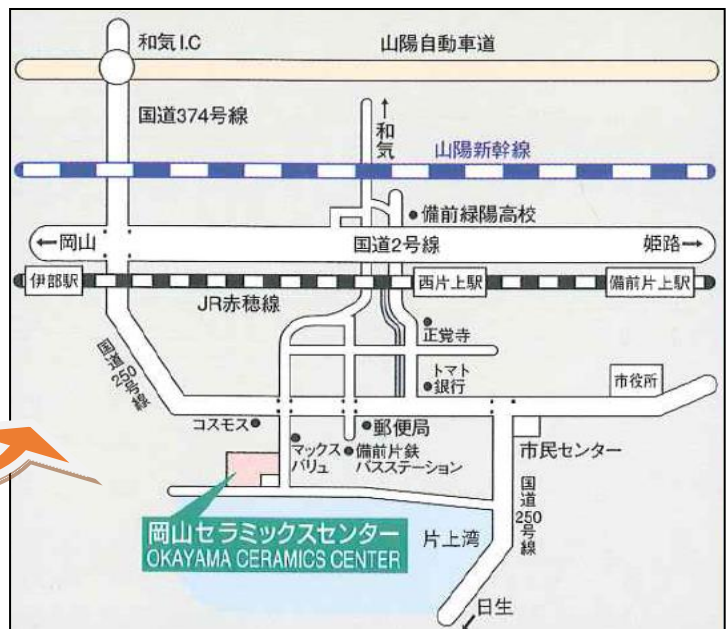 和気I.C
山陽自動車道
国道374号線
↑
和気
山陽新幹線
備前緑陽高校
←岡山
国道2号線
姫路→
伊部駅
西片上駅
備前片上駅
JR赤穂線
正覚寺
国道250号線
トマト
銀行
市役所
コスモス
郵便局
マックス
バリュ
備前片鉄
バスステーション
市民センター
国道250号線
岡山セラミックスセンター
OKAYAMA CERAMICS CENTER
片上湾
日生